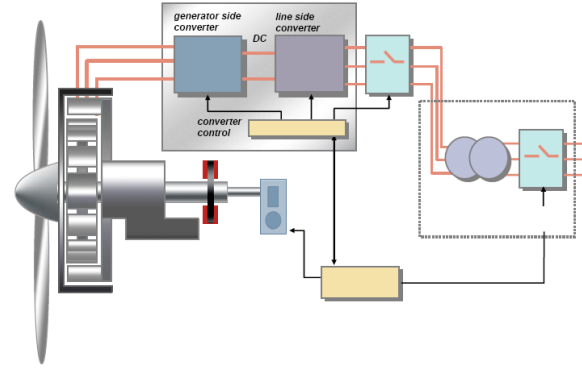 generator side
converter
DC
line side
converter
converter
control